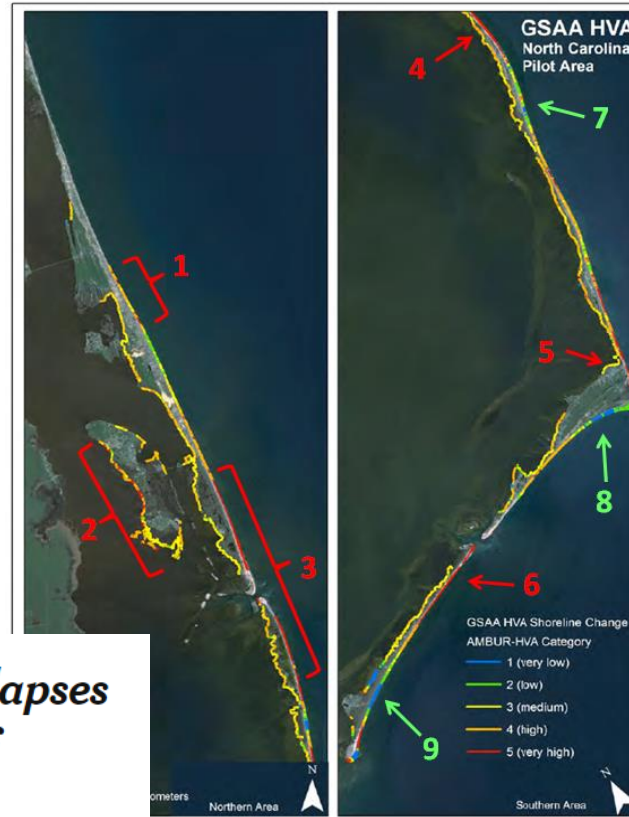 GSAA HVA
North Carolina
Pilot Area
1
2
3
Northern Area
N
4
7
5
8
6
9
GSAA HVA Shoreline Change
AMBUR-HVA Category
1 (very low)
2 (low)
3 (medium)
4 (high)
5 (very high)
Southern Area
N